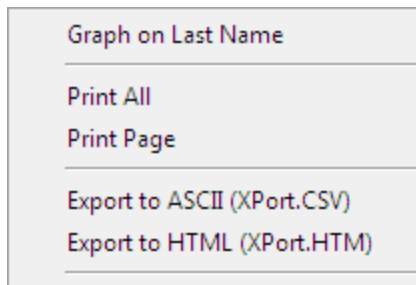 Graph on Last Name
Print All
Print Page
Export to ASCII (XPort.CSV)
Export to HTML (XPort.HTM)